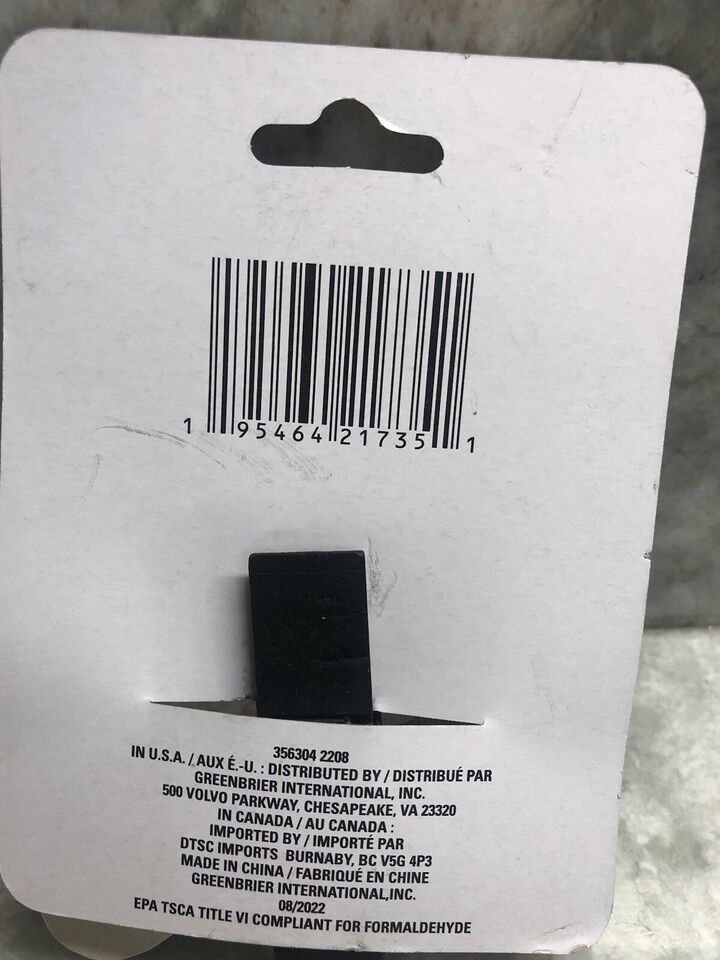 1 95464 21735 1
356304 2208
IN U.S.A. / AUX É.-U. : DISTRIBUTED BY / DISTRIBUÉ PAR
GREENBRIER INTERNATIONAL, INC.
500 VOLVO PARKWAY, CHESAPEAKE, VA 23320
IN CANADA / AU CANADA :
IMPORTED BY / IMPORTÉ PAR
DTSC IMPORTS BURNABY, BC V5G 4P3
MADE IN CHINA / FABRIQUÉ EN CHINE
GREENBRIER INTERNATIONAL,INC.
08/2022
EPA TSCA TITLE VI COMPLIANT FOR FORMALDEHYDE